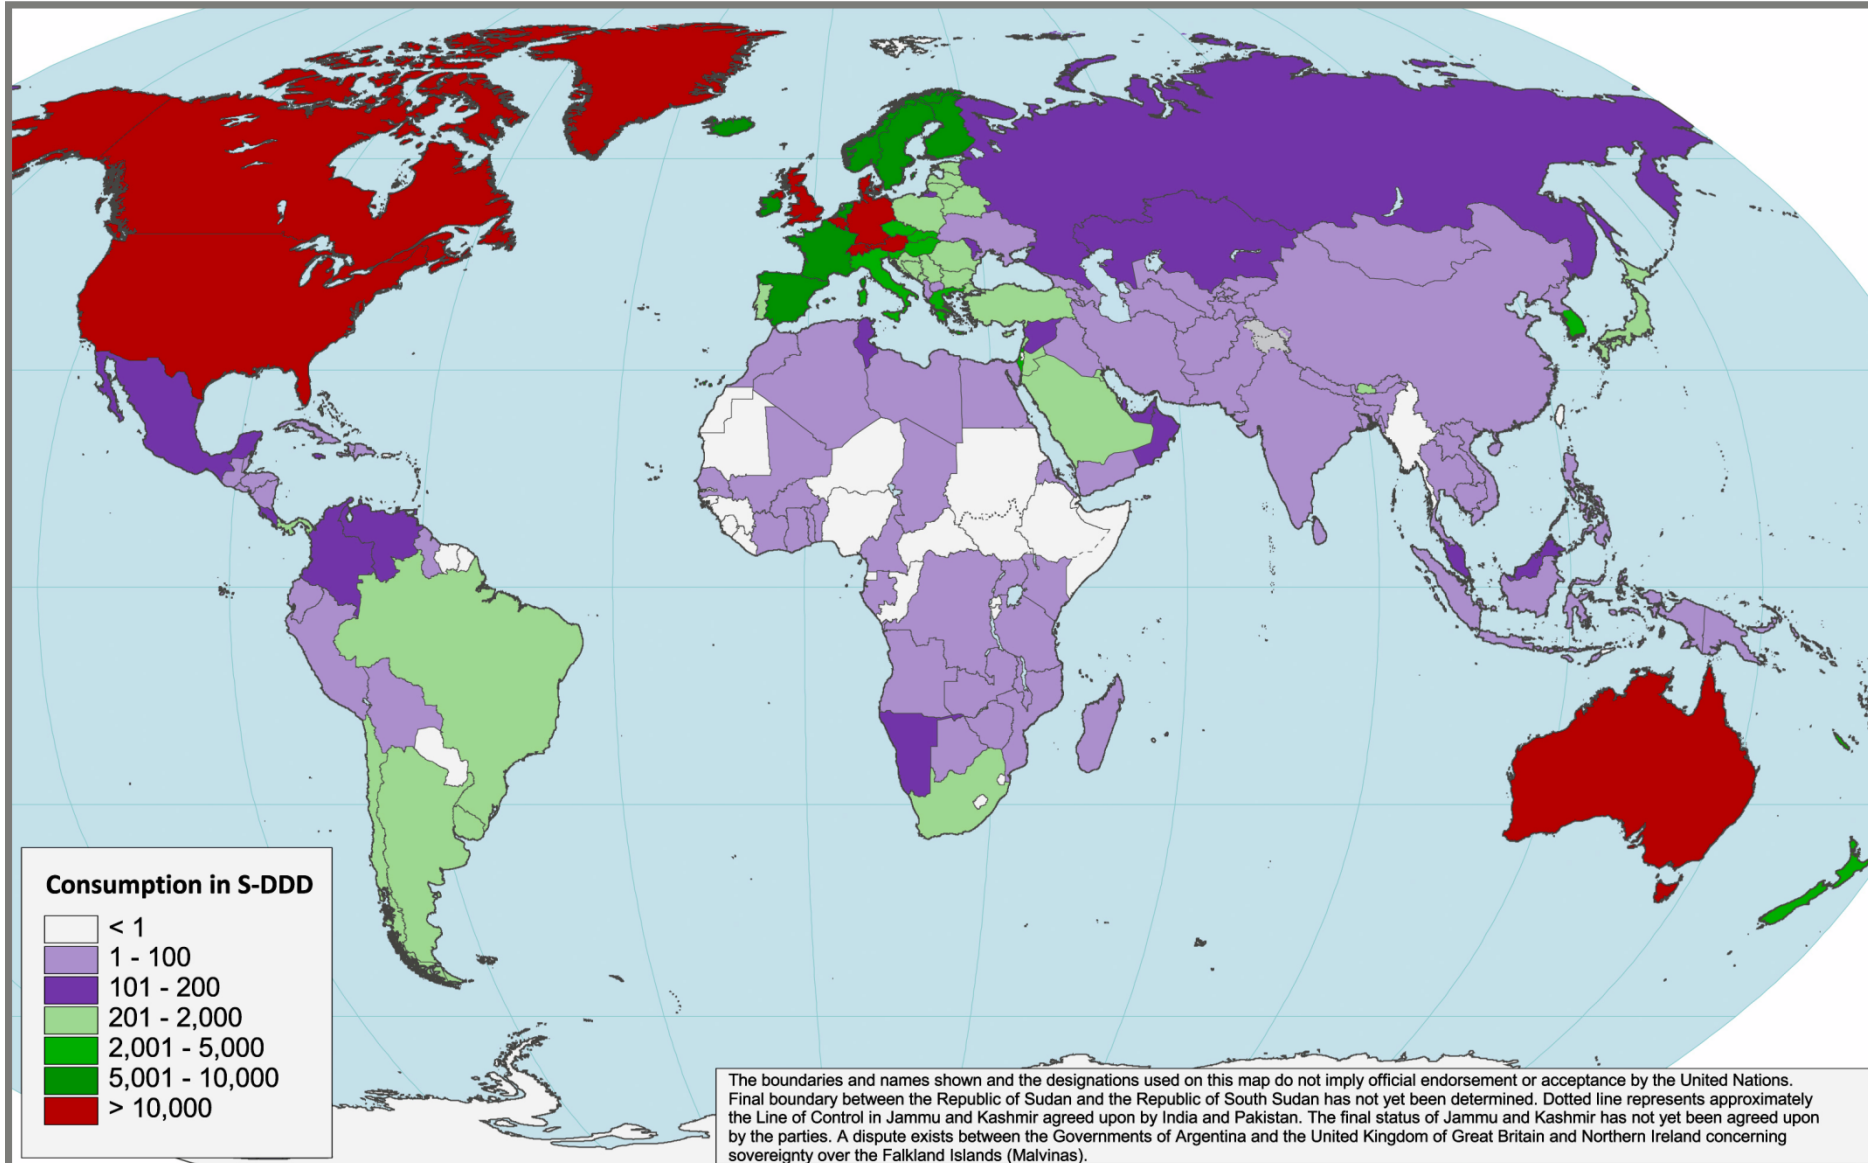 Consumption in S-DDD
< 1
1 - 100
101 - 200
201 - 2,000
2,001 - 5,000
5,001 - 10,000
> 10,000
The boundaries and names shown and the designations used on this map do not imply official endorsement or acceptance by the United Nations.
Final boundary between the Republic of Sudan and the Republic of South Sudan has not yet been determined. Dotted line represents approximately
the Line of Control in Jammu and Kashmir agreed upon by India and Pakistan. The final status of Jammu and Kashmir has not yet been agreed upon
by the parties. A dispute exists between the Governments of Argentina and the United Kingdom of Great Britain and Northern Ireland concerning
sovereignty over the Falkland Islands (Malvinas).